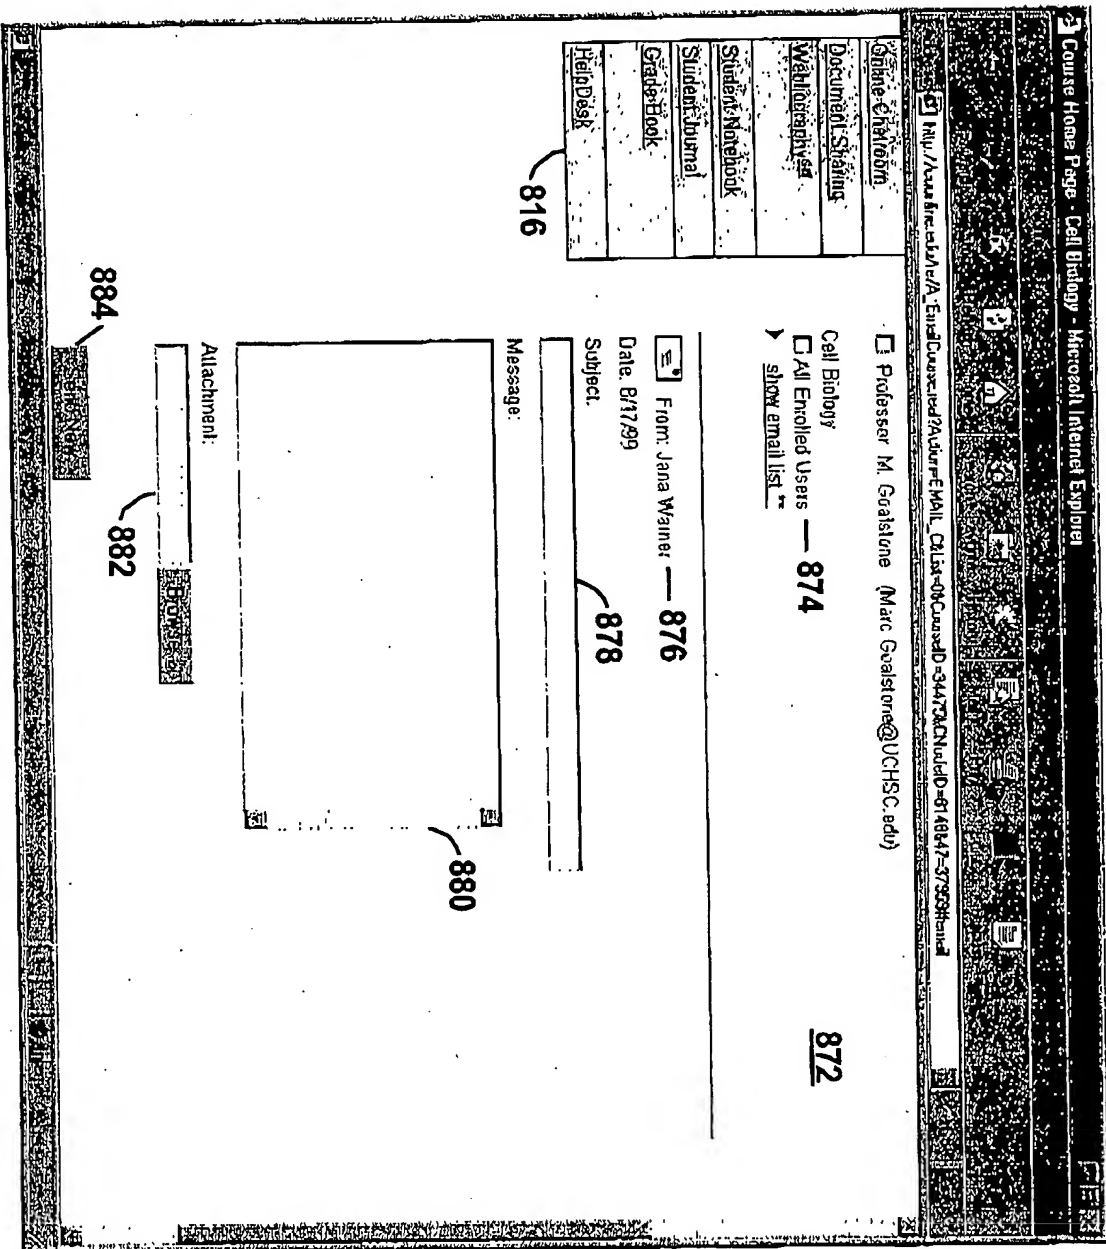 Course Home Page - Cell Biology - Microsoft Internet Explorer
Online Chatroom
Document Sharing
Webliography
Student Notebook
Student Journal
Grade Book
HelpDesk
816
Professor M. Goalstone (Marc Goalstone@UCHSC.edu)
872
Cell Biology
All Enrolled Users 874
show email list
From: Jana Warner 876
Date. 8/17/99
Subject.
878
Message:
880
Attachment:
Browse
882
884